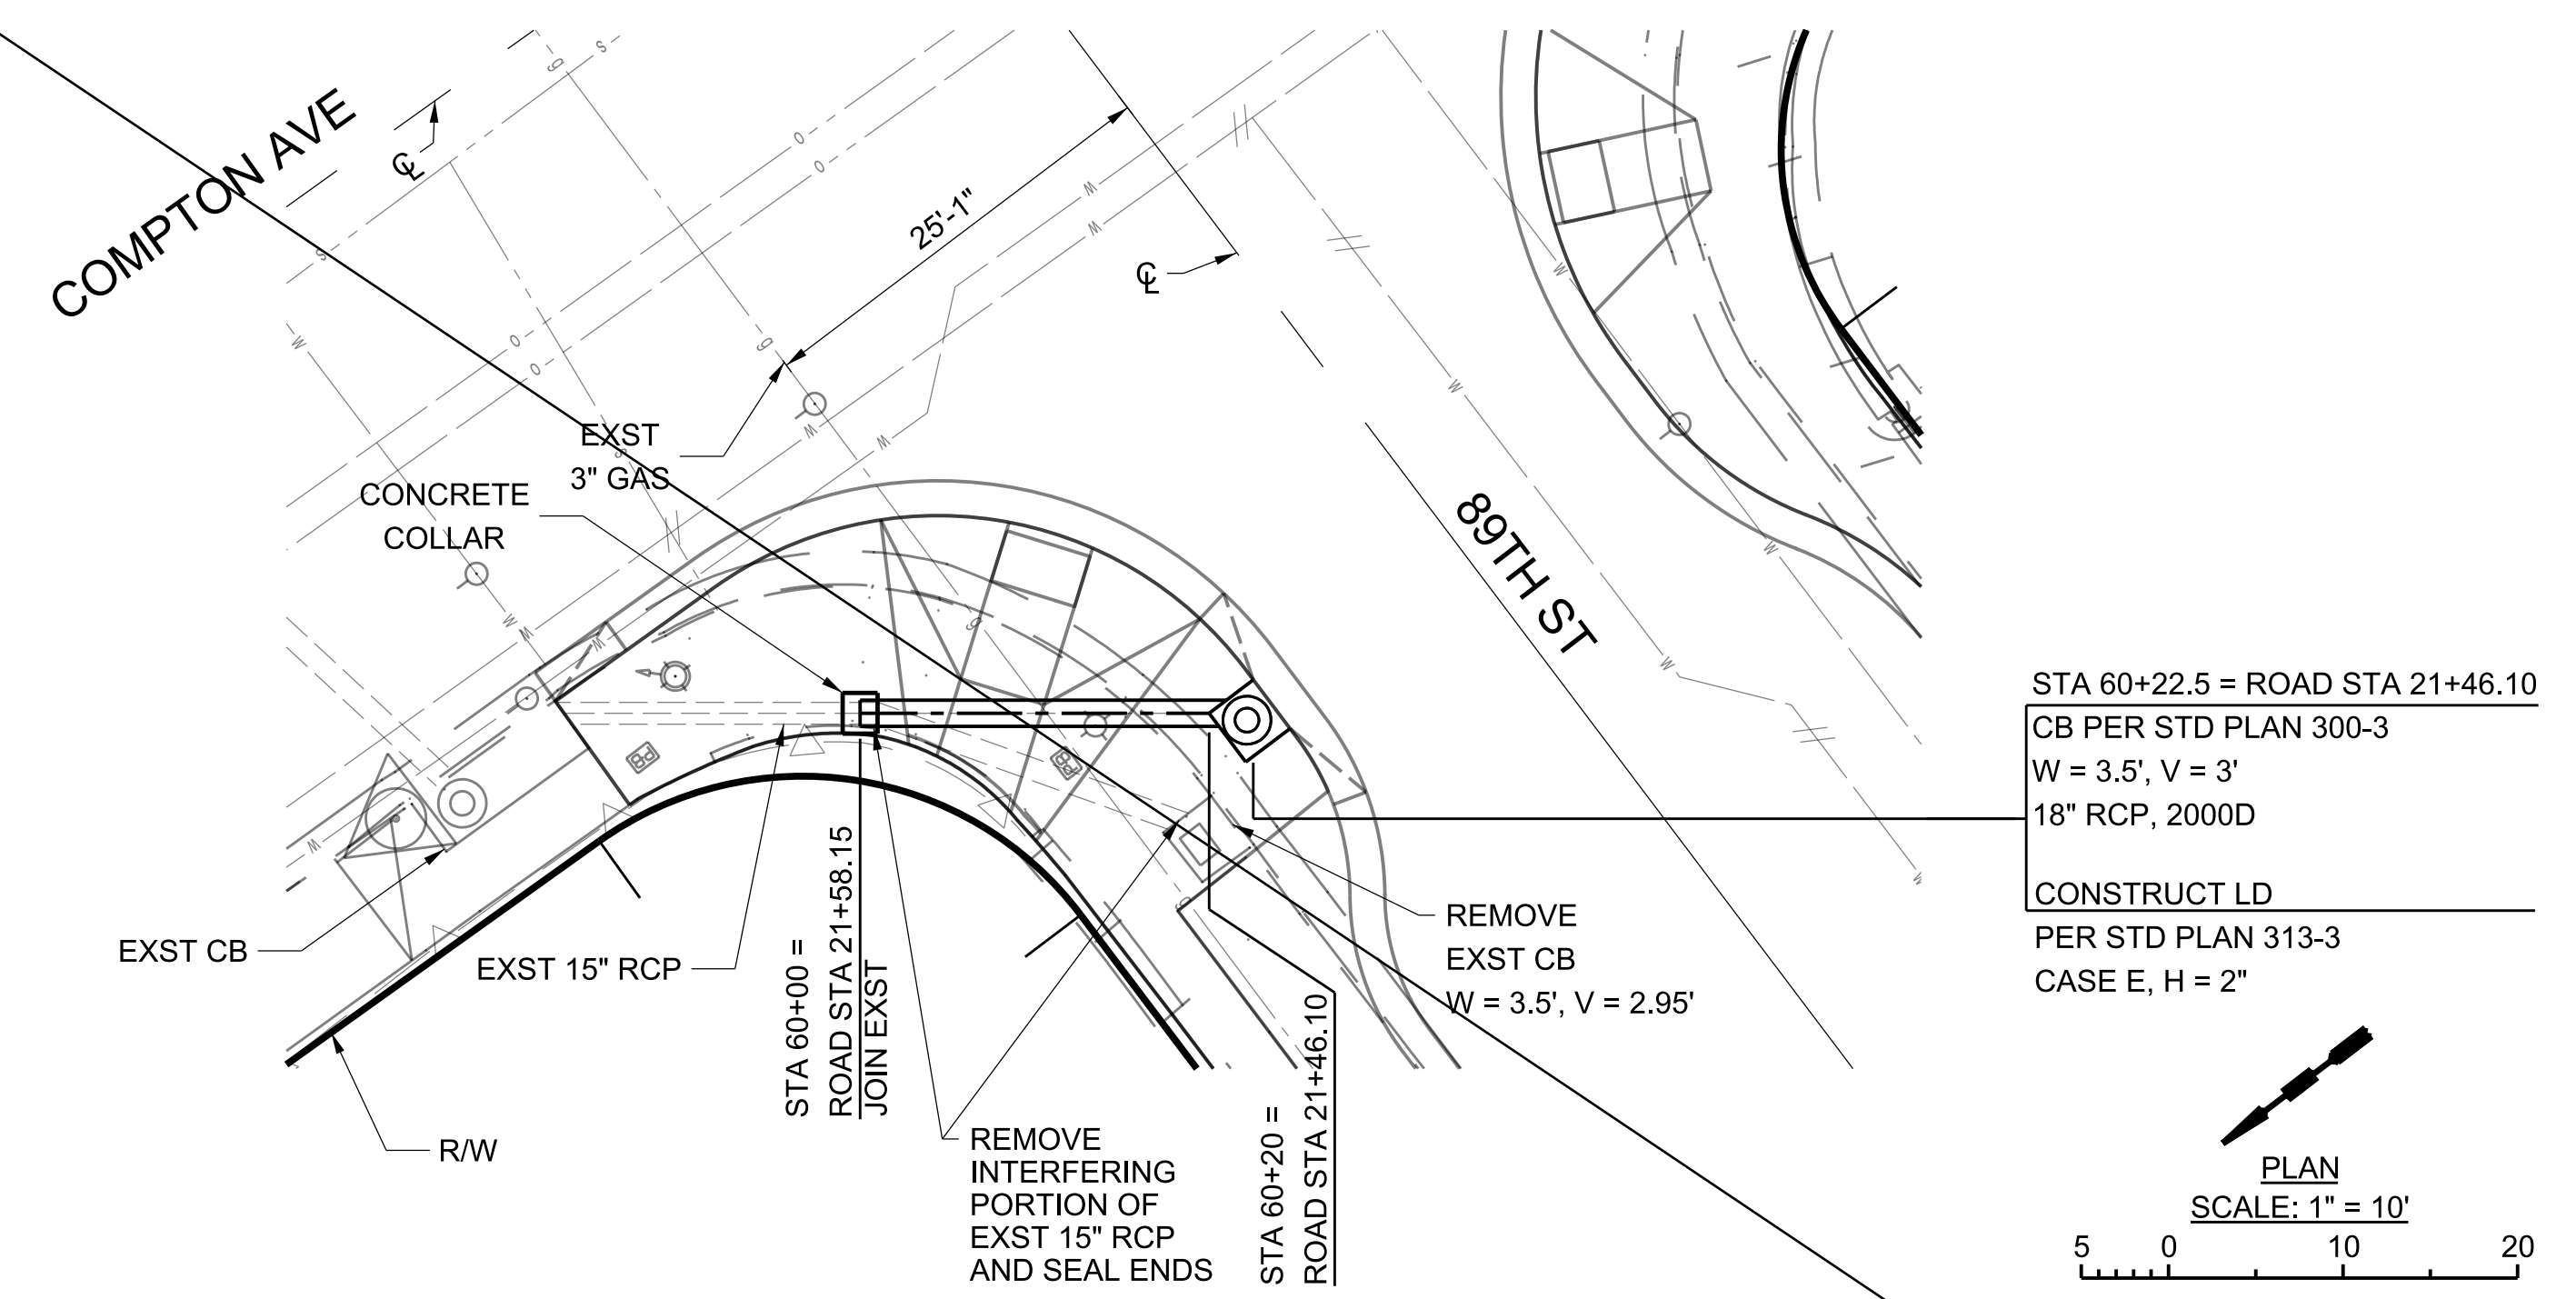 COMPTON AVE
℄
25'-1"
℄
EXST
3" GAS
CONCRETE
COLLAR
89TH ST
STA 60+22.5 = ROAD STA 21+46.10
CB PER STD PLAN 300-3
W = 3.5', V = 3'
18" RCP, 2000D
CONSTRUCT LD
PER STD PLAN 313-3
CASE E, H = 2"
EXST CB
EXST 15" RCP
STA 60+00 =
ROAD STA 21+58.15
JOIN EXST
REMOVE
EXST CB
W = 3.5', V = 2.95'
R/W
REMOVE
INTERFERING
PORTION OF
EXST 15" RCP
AND SEAL ENDS
STA 60+20 =
ROAD STA 21+46.10
PB
PB
PLAN
SCALE: 1" = 10'
5 0 10 20